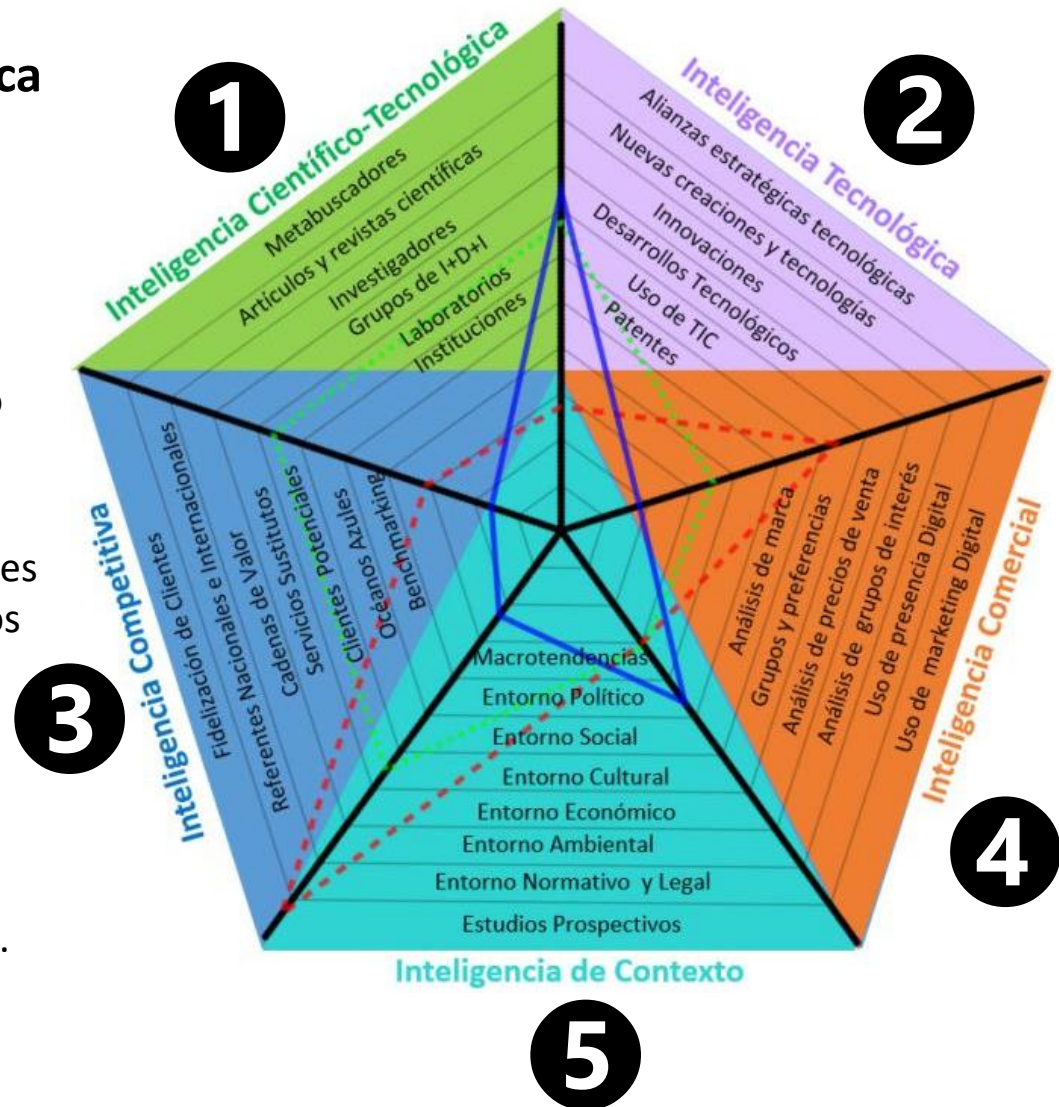 ca
o
es
os
.
1
Inteligencia Científico-Tecnológica
Metabuscadores
Artículos y revistas científicas
Investigadores
Grupos de I+D+I
Laboratorios
Instituciones
2
Inteligencia Tecnológica
Alianzas estratégicas tecnológicas
Nuevas creaciones y tecnologías
Innovaciones
Desarrollos Tecnológicos
Uso de TIC
Patentes
3
Inteligencia Competitiva
Fidelización de Clientes
Referentes Nacionales e Internacionales
Cadenas de Valor
Servicios Sustitutos
Clientes Potenciales
Océanos Azules
Benchmarking
4
Inteligencia Comercial
Análisis de marca
Grupos y preferencias
Análisis de precios de venta
Análisis de grupos de interés
Uso de presencia Digital
Uso de marketing Digital
Macrotendencias
Entorno Político
Entorno Social
Entorno Cultural
Entorno Económico
Entorno Ambiental
Entorno Normativo y Legal
Estudios Prospectivos
Inteligencia de Contexto
5